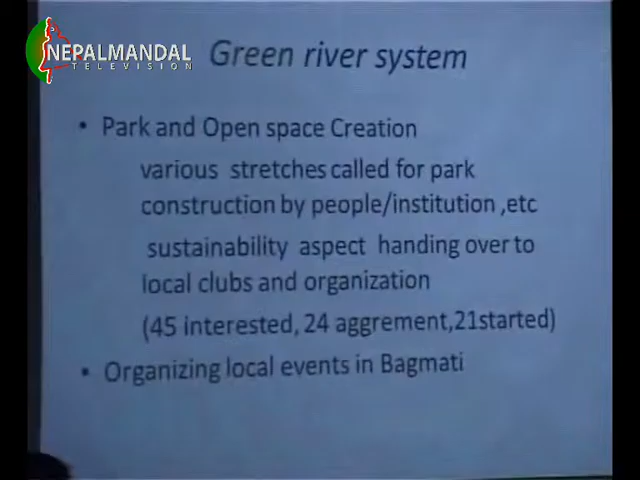 NEPALMANDAL
TELEVISION
Green river system
• Park and Open space Creation
various stretches called for park
construction by people/institution ,etc
sustainability aspect handing over to
local clubs and organization
(45 interested, 24 aggrement,21started)
• Organizing local events in Bagmati